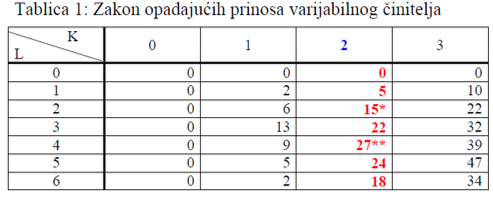 Tablica 1: Zakon opadajućih prinosa varijabilnog činitelja
K
L 0 1 2 3
0 0 0 0 0
1 0 2 5 10
2 0 6 15* 22
3 0 13 22 32
4 0 9 27** 39
5 0 5 24 47
6 0 2 18 34